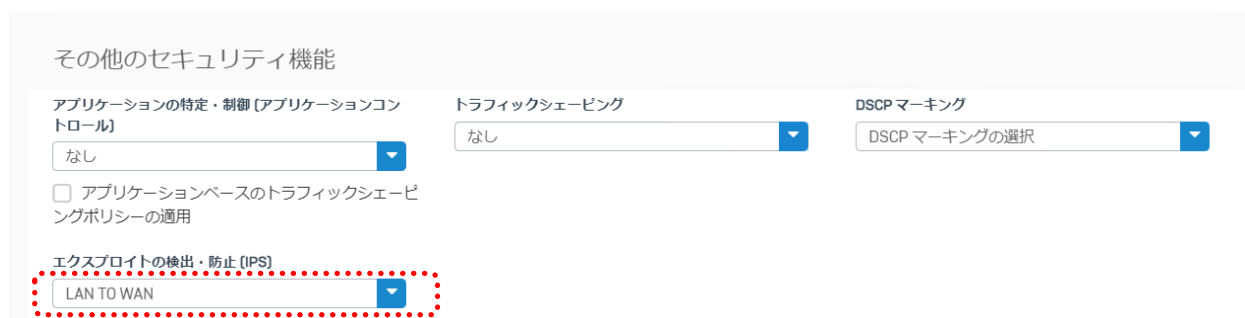 その他のセキュリティ機能
アプリケーションの特定・制御 (アプリケーションコン
トロール)
なし
アプリケーションベースのトラフィックシェーピ
ングポリシーの適用
トラフィックシェーピング
なし
DSCP マーキング
DSCP マーキングの選択
エクスプロイトの検出・防止 (IPS)
LAN TO WAN